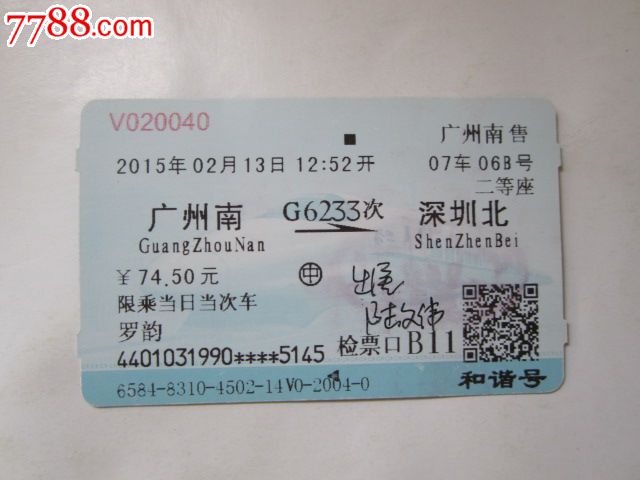 7788.com
V020040
广州南售
2015年02月13日12:52开
07车06B号
二等座
广州南
G6233次
深圳北
GuangZhouNan
ShenZhenBei
￥74.50元
中
限乘当日当次车
罗韵
4401031990****5145
检票口B11
6584-8310-4502-14V0-2004-0
和谐号